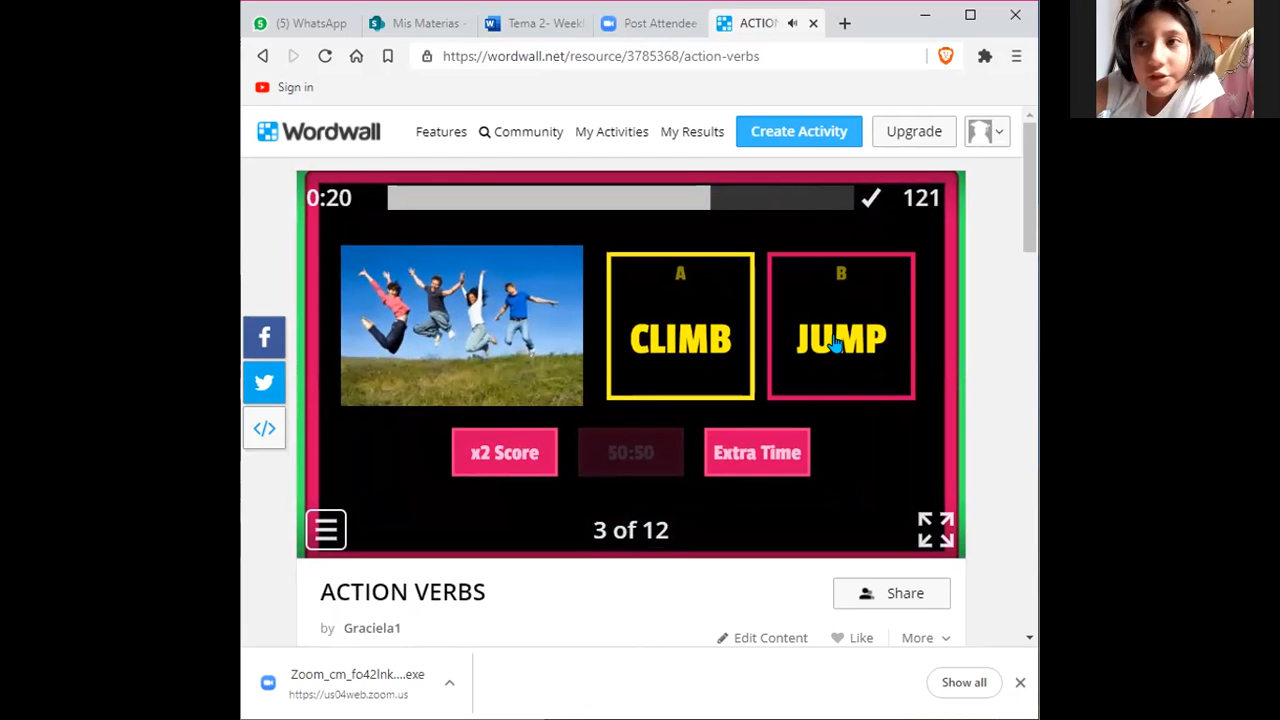 (5) WhatsApp
Mis Materias -
Tema 2- Weekl
Post Attendee
ACTION
https://wordwall.net/resource/3785368/action-verbs
Sign in
Wordwall
Features
Community
My Activities
My Results
Create Activity
Upgrade
0:20
121
A
CLIMB
B
JUMP
x2 Score
50:50
Extra Time
3 of 12
ACTION VERBS
Share
by Graciela1
Edit Content
Like
More
Zoom_cm_fo42lnk....exe
https://us04web.zoom.us
Show all